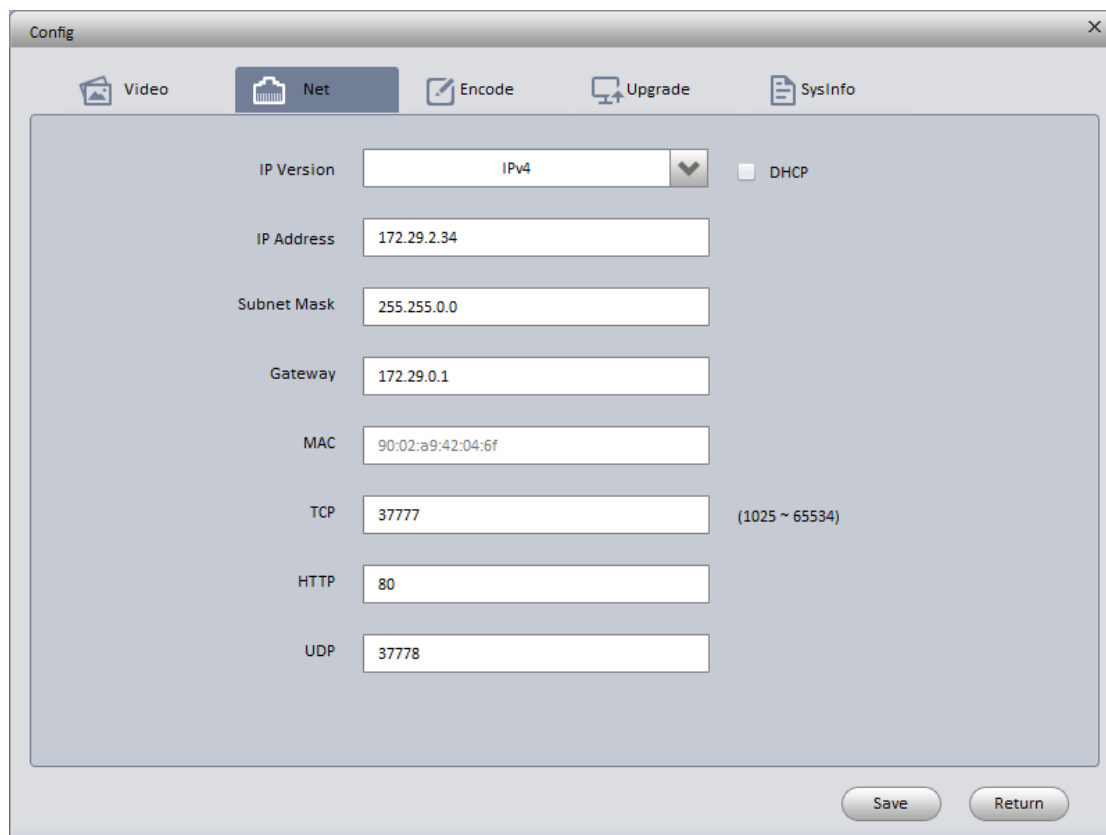 Config
Video Net Encode Upgrade SysInfo
IP Version IPv4 DHCP
IP Address 172.29.2.34
Subnet Mask 255.255.0.0
Gateway 172.29.0.1
MAC 90:02:a9:42:04:6f
TCP 37777 (1025 ~ 65534)
HTTP 80
UDP 37778
Save Return